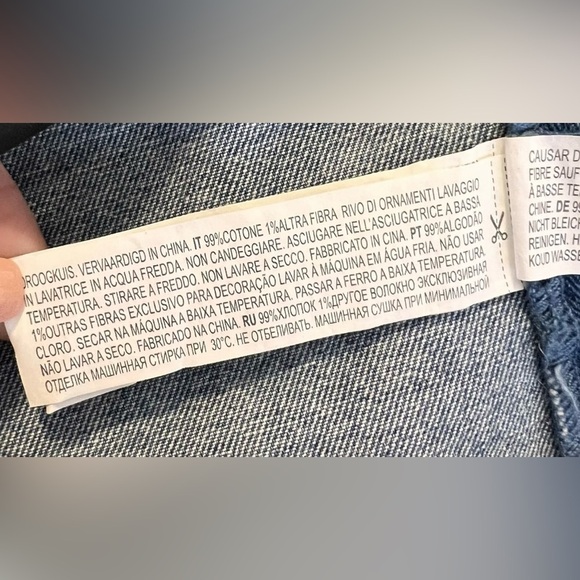 DROOGKUIS. VERVAARDIGD IN CHINA. IT 99%COTONE 1%ALTRA FIBRA RIVO DI ORNAMENTI LAVAGGIO
IN LAVATRICE IN ACQUA FREDDA. NON CANDEGGIARE. ASCIUGARE NELL'ASCIUGATRICE A BASSA
TEMPERATURA. STIRARE A FREDDO. NON LAVARE A SECCO. FABBRICATO IN CINA. PT 99%ALGODÃO
1%OUTRAS FIBRAS EXCLUSIVO PARA DECORAÇÃO LAVAR À MÁQUINA EM ÁGUA FRIA. NÃO USAR
CLORO. SECAR NA MÁQUINA A BAIXA TEMPERATURA. PASSAR A FERRO A BAIXA TEMPERATURA.
NÃO LAVAR A SECO. FABRICADO NA CHINA. RU 99%ХЛОПОК 1%ДРУГОЕ ВОЛОКНО ЭКСКЛЮЗИВНАЯ
ОТДЕЛКА МАШИННАЯ СТИРКА ПРИ 30°C. НЕ ОТБЕЛИВАТЬ. МАШИННАЯ СУШКА ПРИ МИНИМАЛЬНОЙ
CAUSAR D
FIBRE SAUF
À BASSE TE
CHINE. DE 99
NICHT BLEICH
REINIGEN. H
KOUD WASSE